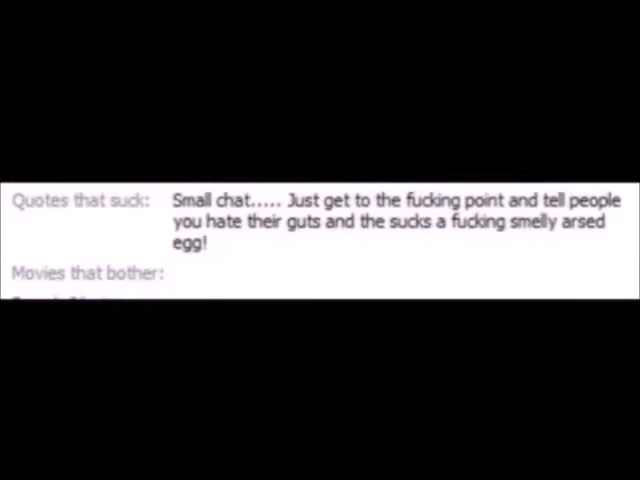 Quotes that suck: Small chat..... Just get to the fucking point and tell people
you hate their guts and the sucks a fucking smelly arsed
egg!
Movies that bother: